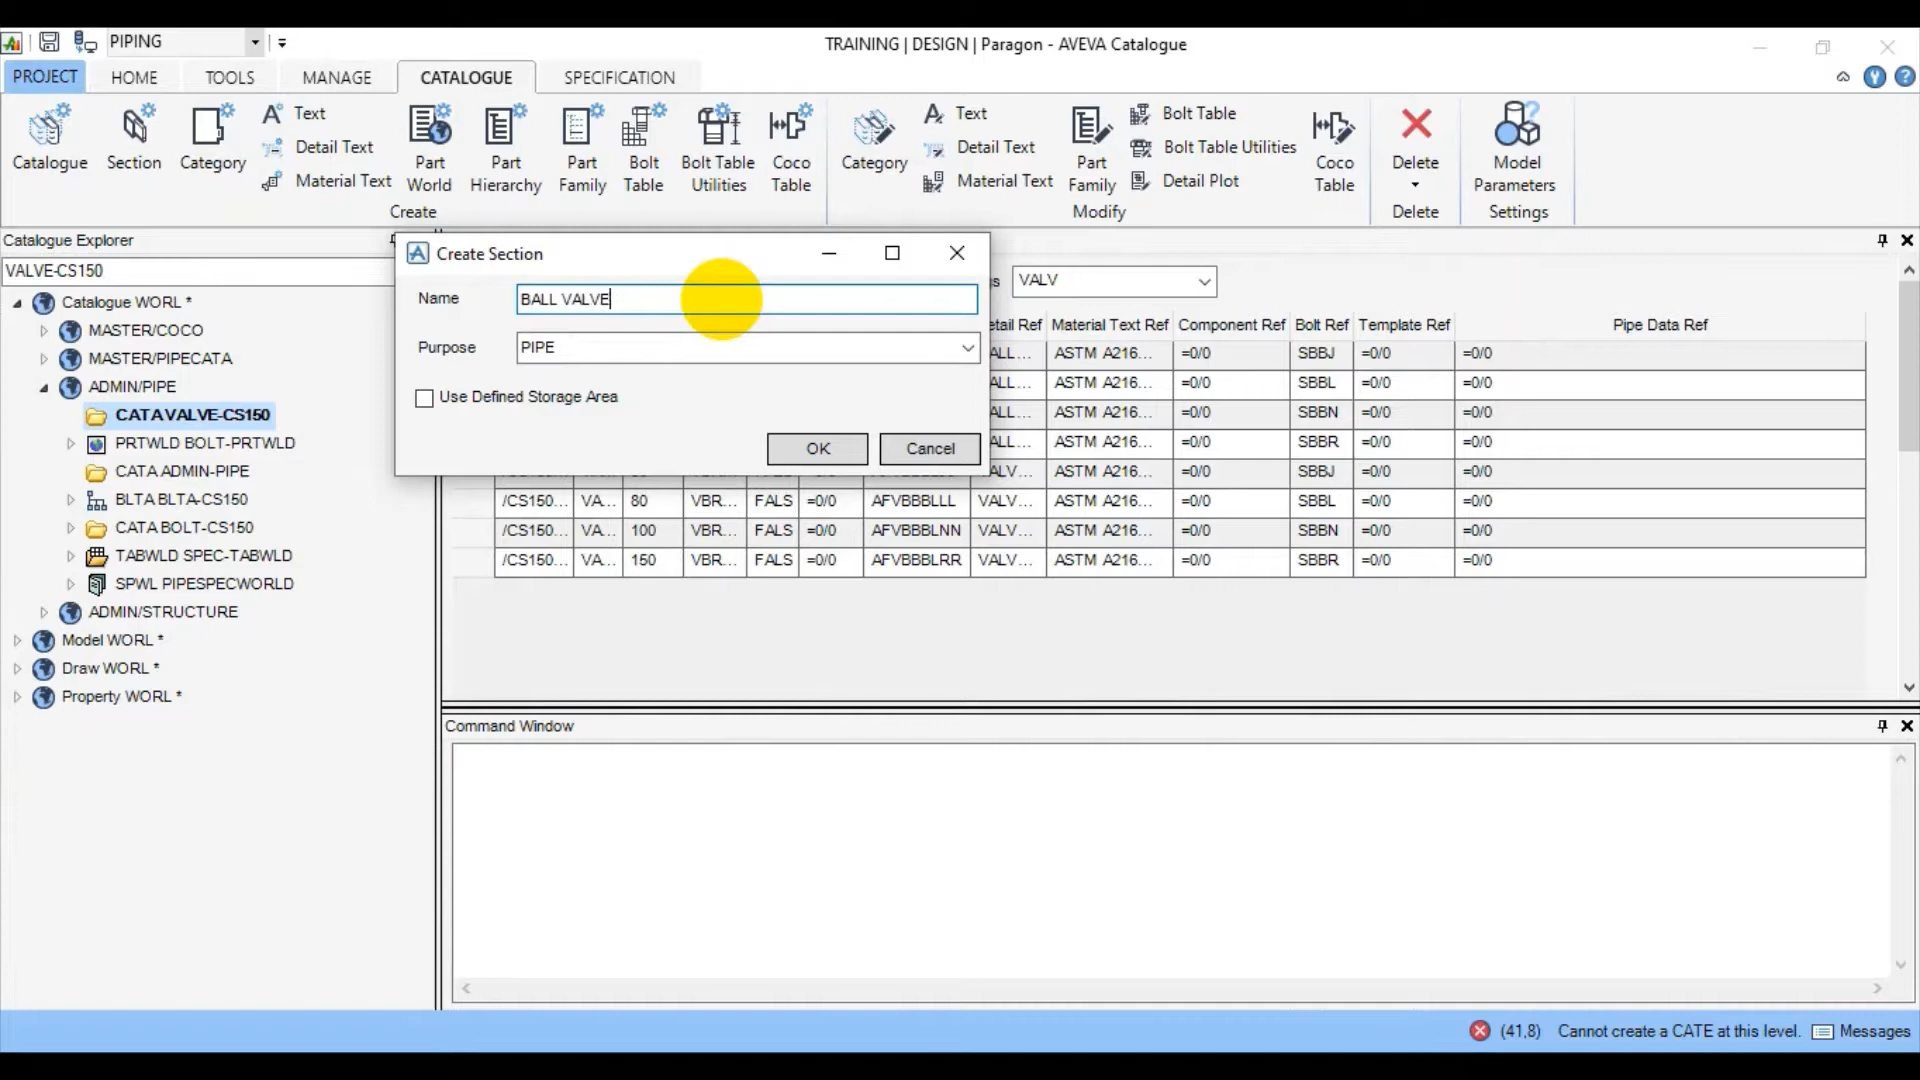 PIPING
TRAINING | DESIGN | Paragon - AVEVA Catalogue
PROJECT HOME TOOLS MANAGE CATALOGUE SPECIFICATION
Catalogue Section Category
Text
Detail Text
Material Text
Part World
Part Hierarchy
Part Family
Bolt Table
Bolt Table Utilities
Coco Table
Create
Category
Text
Detail Text
Material Text
Part Family
Bolt Table
Bolt Table Utilities
Detail Plot
Coco Table
Modify
Delete
Delete
Model Parameters
Settings
Catalogue Explorer
VALVE-CS150
Catalogue WORL *
MASTER/COCO
MASTER/PIPECATA
ADMIN/PIPE
CATA VALVE-CS150
PRTWLD BOLT-PRTWLD
CATA ADMIN-PIPE
BLTA BLTA-CS150
CATA BOLT-CS150
TABWLD SPEC-TABWLD
SPWL PIPESPECWORLD
ADMIN/STRUCTURE
Model WORL *
Draw WORL *
Property WORL *
Create Section
Name BALL VALVE
Purpose PIPE
Use Defined Storage Area
OK Cancel
VALV
Material Text Ref Component Ref Bolt Ref Template Ref Pipe Data Ref
ALL... ASTM A216... =0/0 SBBJ =0/0 =0/0
ALL... ASTM A216... =0/0 SBBL =0/0 =0/0
ALL... ASTM A216... =0/0 SBBN =0/0 =0/0
ALL... ASTM A216... =0/0 SBBR =0/0 =0/0
ALV... ASTM A216... =0/0 SBBJ =0/0 =0/0
/CS150... VA... 80 VBR... FALS =0/0 AFVBBBLLL VALV... ASTM A216... =0/0 SBBL =0/0 =0/0
/CS150... VA... 100 VBR... FALS =0/0 AFVBBBLNN VALV... ASTM A216... =0/0 SBBN =0/0 =0/0
/CS150... VA... 150 VBR... FALS =0/0 AFVBBBLRR VALV... ASTM A216... =0/0 SBBR =0/0 =0/0
Command Window
(41,8) Cannot create a CATE at this level. Messages